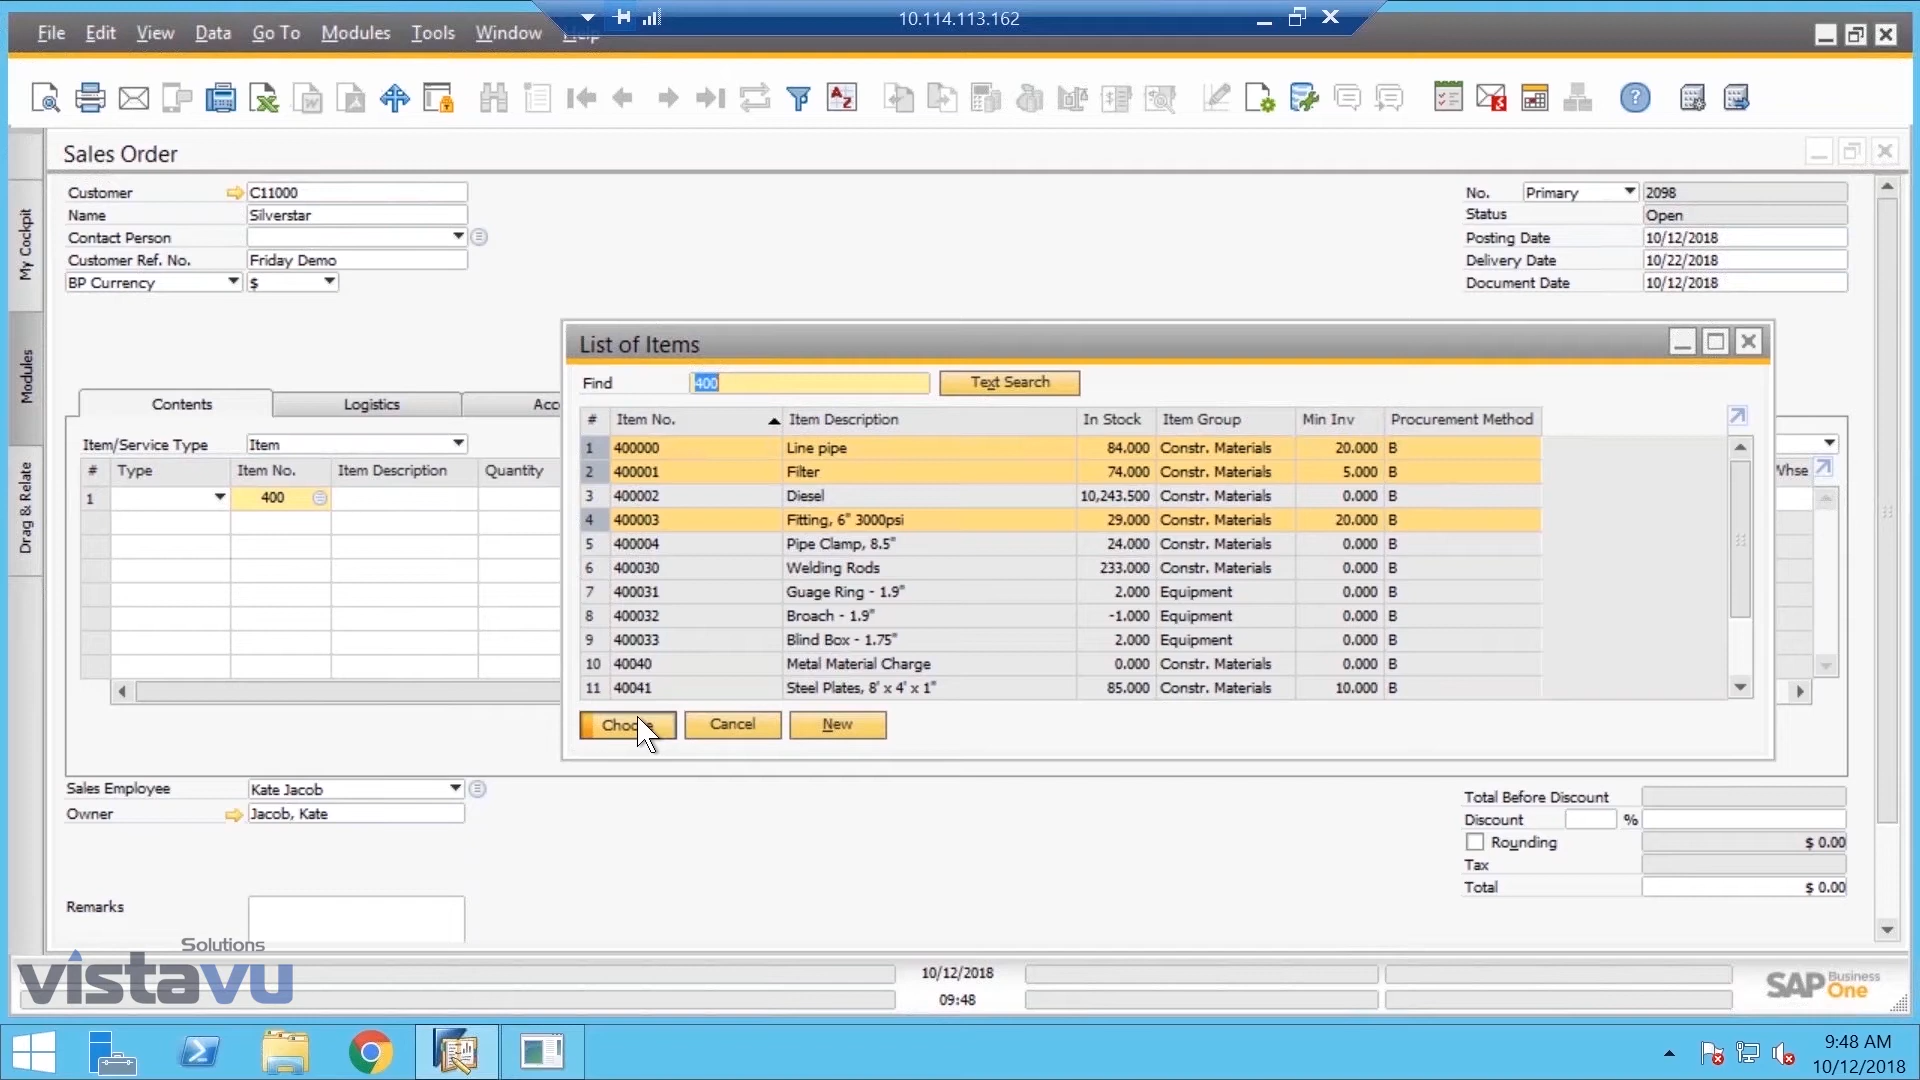 10.114.113.162
File Edit View Data Go To Modules Tools Window Help
Sales Order
Customer C11000
Name Silverstar
Contact Person
Customer Ref. No. Friday Demo
BP Currency $
No. Primary 2098
Status Open
Posting Date 10/12/2018
Delivery Date 10/22/2018
Document Date 10/12/2018
My Cockpit
Modules
Drag & Relate
Contents Logistics Acc
Item/Service Type Item
# Type Item No. Item Description Quantity
1 400
Whse
List of Items
Find 400 Text Search
# Item No. Item Description In Stock Item Group Min Inv Procurement Method
1 400000 Line pipe 84.000 Constr. Materials 20.000 B
2 400001 Filter 74.000 Constr. Materials 5.000 B
3 400002 Diesel 10,243.500 Constr. Materials 0.000 B
4 400003 Fitting, 6" 3000psi 29.000 Constr. Materials 20.000 B
5 400004 Pipe Clamp, 8.5" 24.000 Constr. Materials 0.000 B
6 400030 Welding Rods 233.000 Constr. Materials 0.000 B
7 400031 Guage Ring - 1.9" 2.000 Equipment 0.000 B
8 400032 Broach - 1.9" -1.000 Equipment 0.000 B
9 400033 Blind Box - 1.75" 2.000 Equipment 0.000 B
10 40040 Metal Material Charge 0.000 Constr. Materials 0.000 B
11 40041 Steel Plates, 8' x 4' x 1" 85.000 Constr. Materials 10.000 B
Choose Cancel New
Sales Employee Kate Jacob
Owner Jacob, Kate
Total Before Discount
Discount %
Rounding $ 0.00
Tax
Total $ 0.00
Remarks
Solutions
vistavu
10/12/2018
09:48
SAP Business One
9:48 AM
10/12/2018